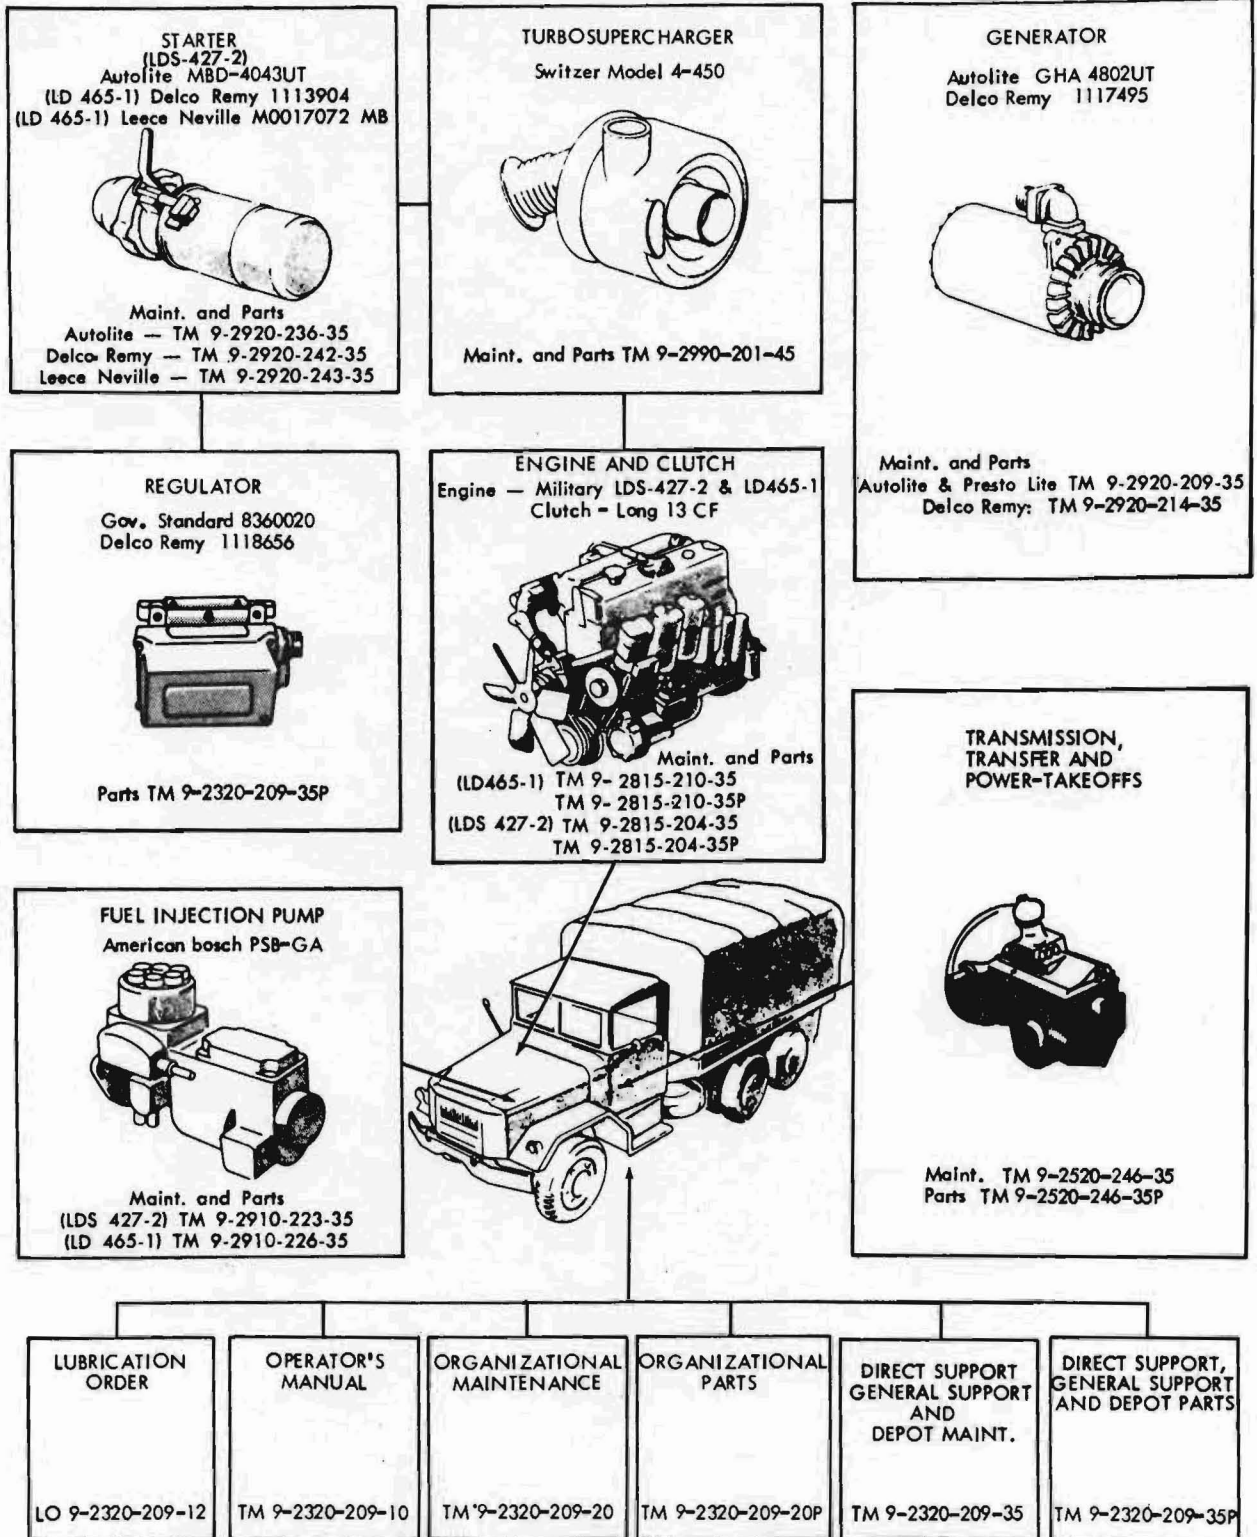 STARTER
(LDS-427-2)
Autolite MBD-4043UT
(LD 465-1) Delco Remy 1113904
(LD 465-1) Leece Neville M0017072 MB
Maint. and Parts
Autolite — TM 9-2920-236-35
Delco Remy — TM 9-2920-242-35
Leece Neville — TM 9-2920-243-35
TURBOSUPERCHARGER
Switzer Model 4-450
Maint. and Parts TM 9-2990-201-45
GENERATOR
Autolite GHA 4802UT
Delco Remy 1117495
Maint. and Parts
Autolite & Presto Lite TM 9-2920-209-35
Delco Remy: TM 9-2920-214-35
REGULATOR
Gov. Standard 8360020
Delco Remy 1118656
Parts TM 9-2320-209-35P
ENGINE AND CLUTCH
Engine — Military LDS-427-2 & LD465-1
Clutch - Long 13 CF
Maint. and Parts
(LD465-1) TM 9- 2815-210-35
TM 9- 2815-210-35P
(LDS 427-2) TM 9-2815-204-35
TM 9-2815-204-35P
TRANSMISSION,
TRANSFER AND
POWER-TAKEOFFS
Maint. TM 9-2520-246-35
Parts TM 9-2520-246-35P
FUEL INJECTION PUMP
American bosch PSB-GA
Maint. and Parts
(LDS 427-2) TM 9-2910-223-35
(LD 465-1) TM 9-2910-226-35
LUBRICATION
ORDER
LO 9-2320-209-12
OPERATOR'S
MANUAL
TM 9-2320-209-10
ORGANIZATIONAL
MAINTENANCE
TM 9-2320-209-20
ORGANIZATIONAL
PARTS
TM 9-2320-209-20P
DIRECT SUPPORT
GENERAL SUPPORT
AND
DEPOT MAINT.
TM 9-2320-209-35
DIRECT SUPPORT,
GENERAL SUPPORT
AND DEPOT PARTS
TM 9-2320-209-35P